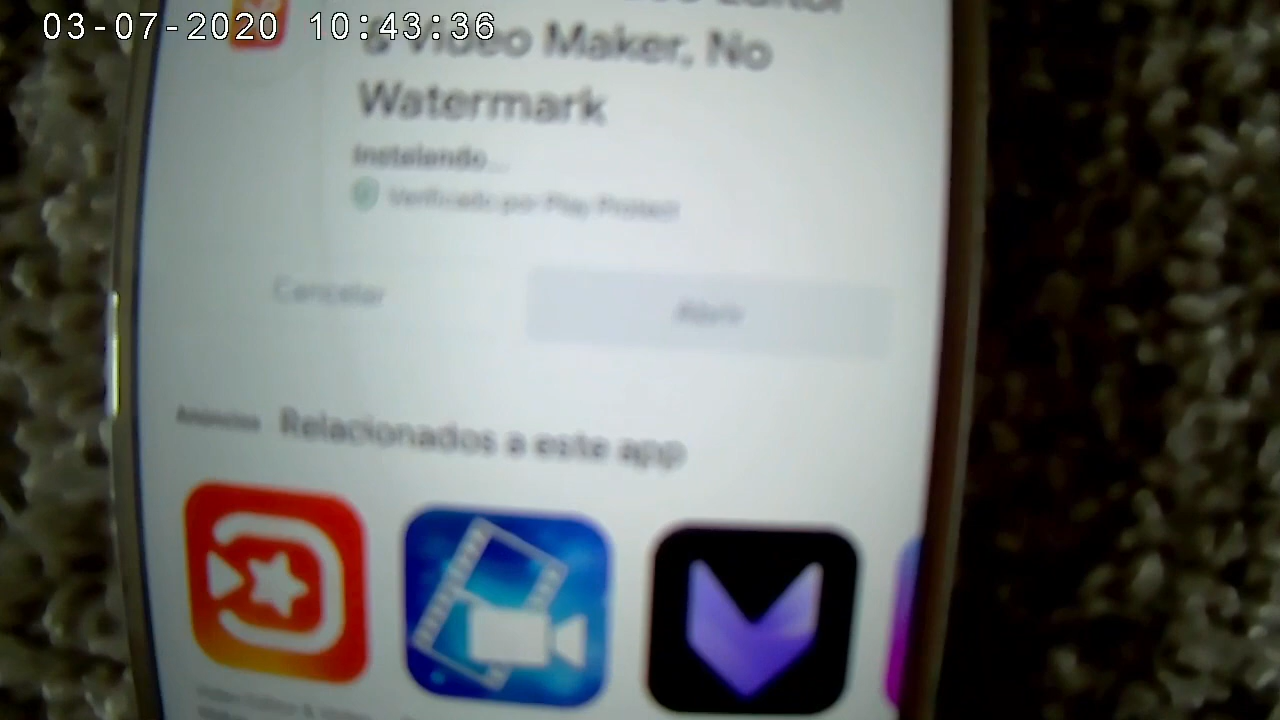 03-07-2020 10:43:36
Editor
& Video Maker, No
Watermark
Instalando...
Verificado por Play Protect
Cancelar
Abrir
Anúncios Relacionados a este app